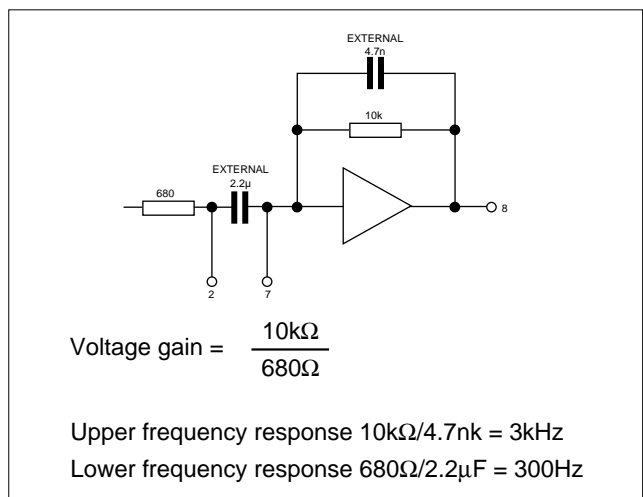 EXTERNAL
4.7n
10k
EXTERNAL
2.2µ
680
8
2
7
Voltage gain = 10kΩ
680Ω
Upper frequency response 10kΩ/4.7nk = 3kHz
Lower frequency response 680Ω/2.2µF = 300Hz